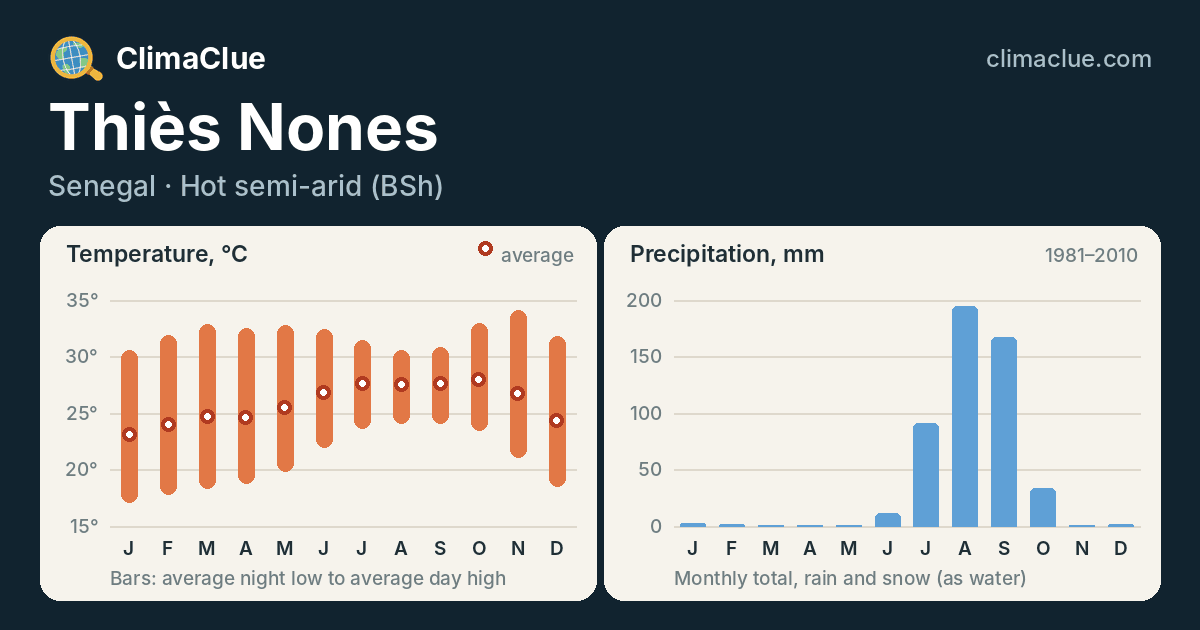 ClimaClue
climaclue.com
Thiès Nones
Senegal · Hot semi-arid (BSh)
Temperature, °C
average
35°
30°
25°
20°
15°
J F M A M J J A S O N D
Bars: average night low to average day high
Precipitation, mm
1981–2010
200
150
100
50
0
J F M A M J J A S O N D
Monthly total, rain and snow (as water)